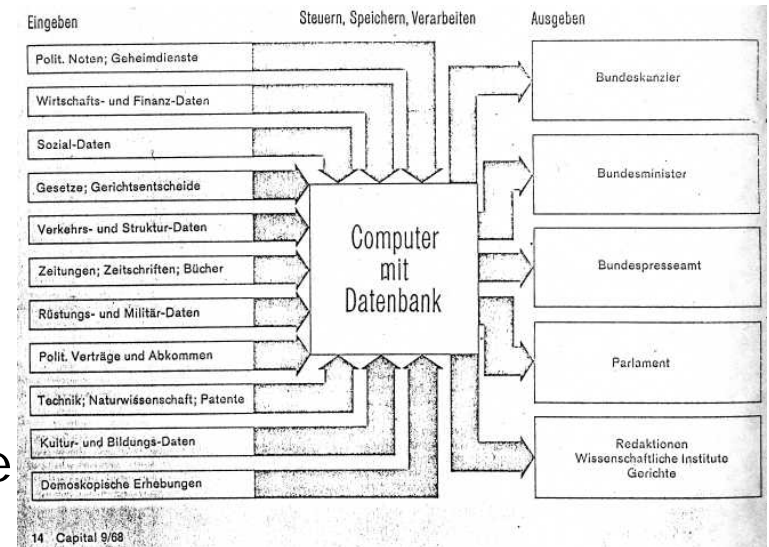 Eingeben
Steuern, Speichern, Verarbeiten
Ausgeben
Polit. Noten; Geheimdienste
Wirtschafts- und Finanz-Daten
Sozial-Daten
Gesetze; Gerichtsentscheide
Verkehrs- und Struktur-Daten
Zeitungen; Zeitschriften; Bücher
Rüstungs- und Militär-Daten
Polit. Verträge und Abkommen
Technik; Naturwissenschaft; Patente
Kultur- und Bildungs-Daten
Demoskopische Erhebungen
Computer
mit
Datenbank
Bundeskanzler
Bundesminister
Bundespresseamt
Parlament
Redaktionen
Wissenschaftliche Institute
Gerichte
e
14 Capital 9/68